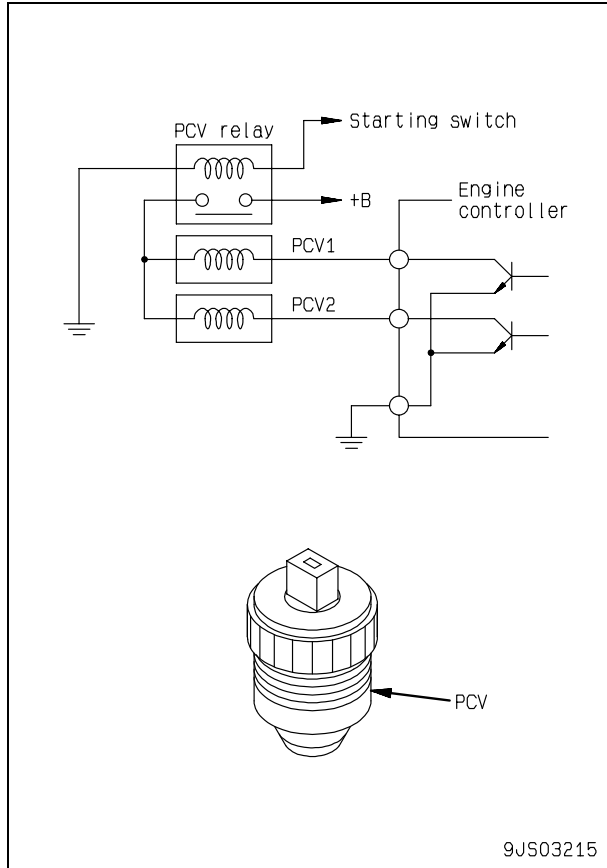 Starting switch
PCV relay
+B
Engine
controller
PCV1
PCV2
PCV
9JS03215